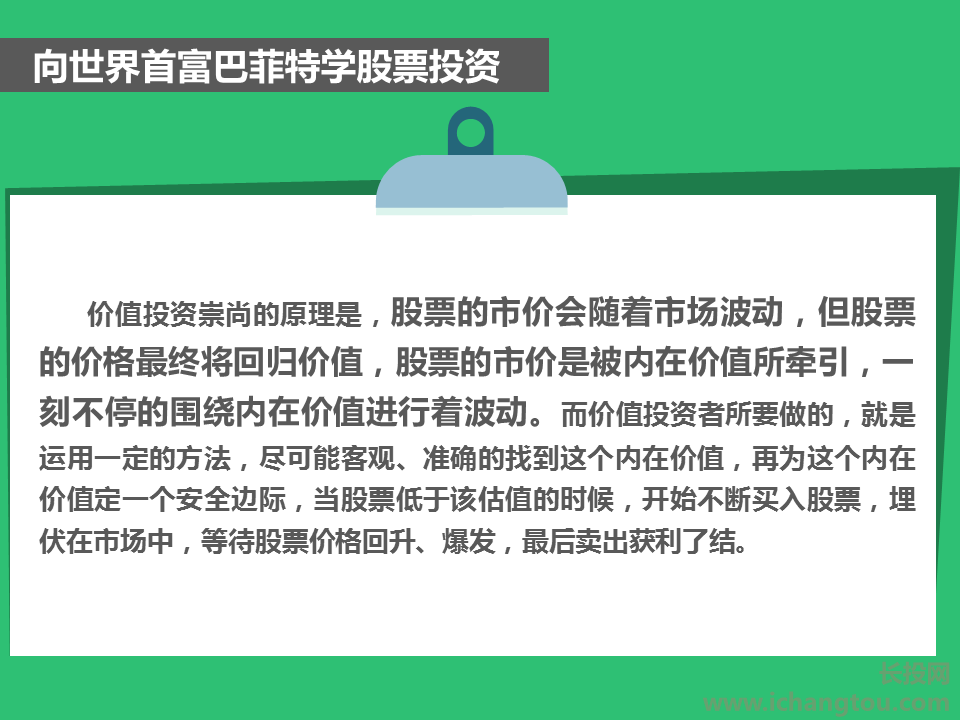 向世界首富巴菲特学股票投资
价值投资崇尚的原理是，股票的市价会随着市场波动，但股票
的价格最终将回归价值，股票的市价是被内在价值所牵引，一
刻不停的围绕内在价值进行着波动。而价值投资者所要做的，就是
运用一定的方法，尽可能客观、准确的找到这个内在价值，再为这个内在
价值定一个安全边际，当股票低于该估值的时候，开始不断买入股票，埋
伏在市场中，等待股票价格回升、爆发，最后卖出获利了结。
长投网
www.ichangtou.com